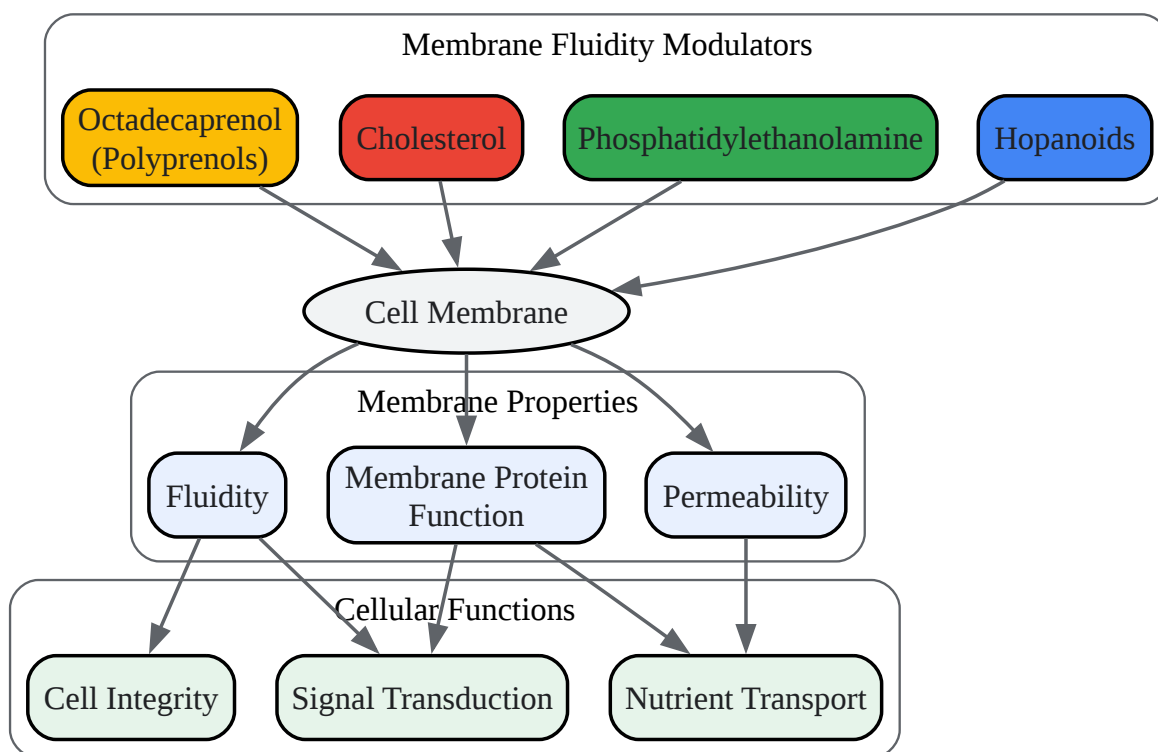 Membrane Fluidity Modulators
Octadecaprenol
(Polyprenols)
Cholesterol
Phosphatidylethanolamine
Hopanoids
Cell Membrane
Membrane Properties
Fluidity
Membrane Protein
Function
Permeability
Cellular Functions
Cell Integrity
Signal Transduction
Nutrient Transport